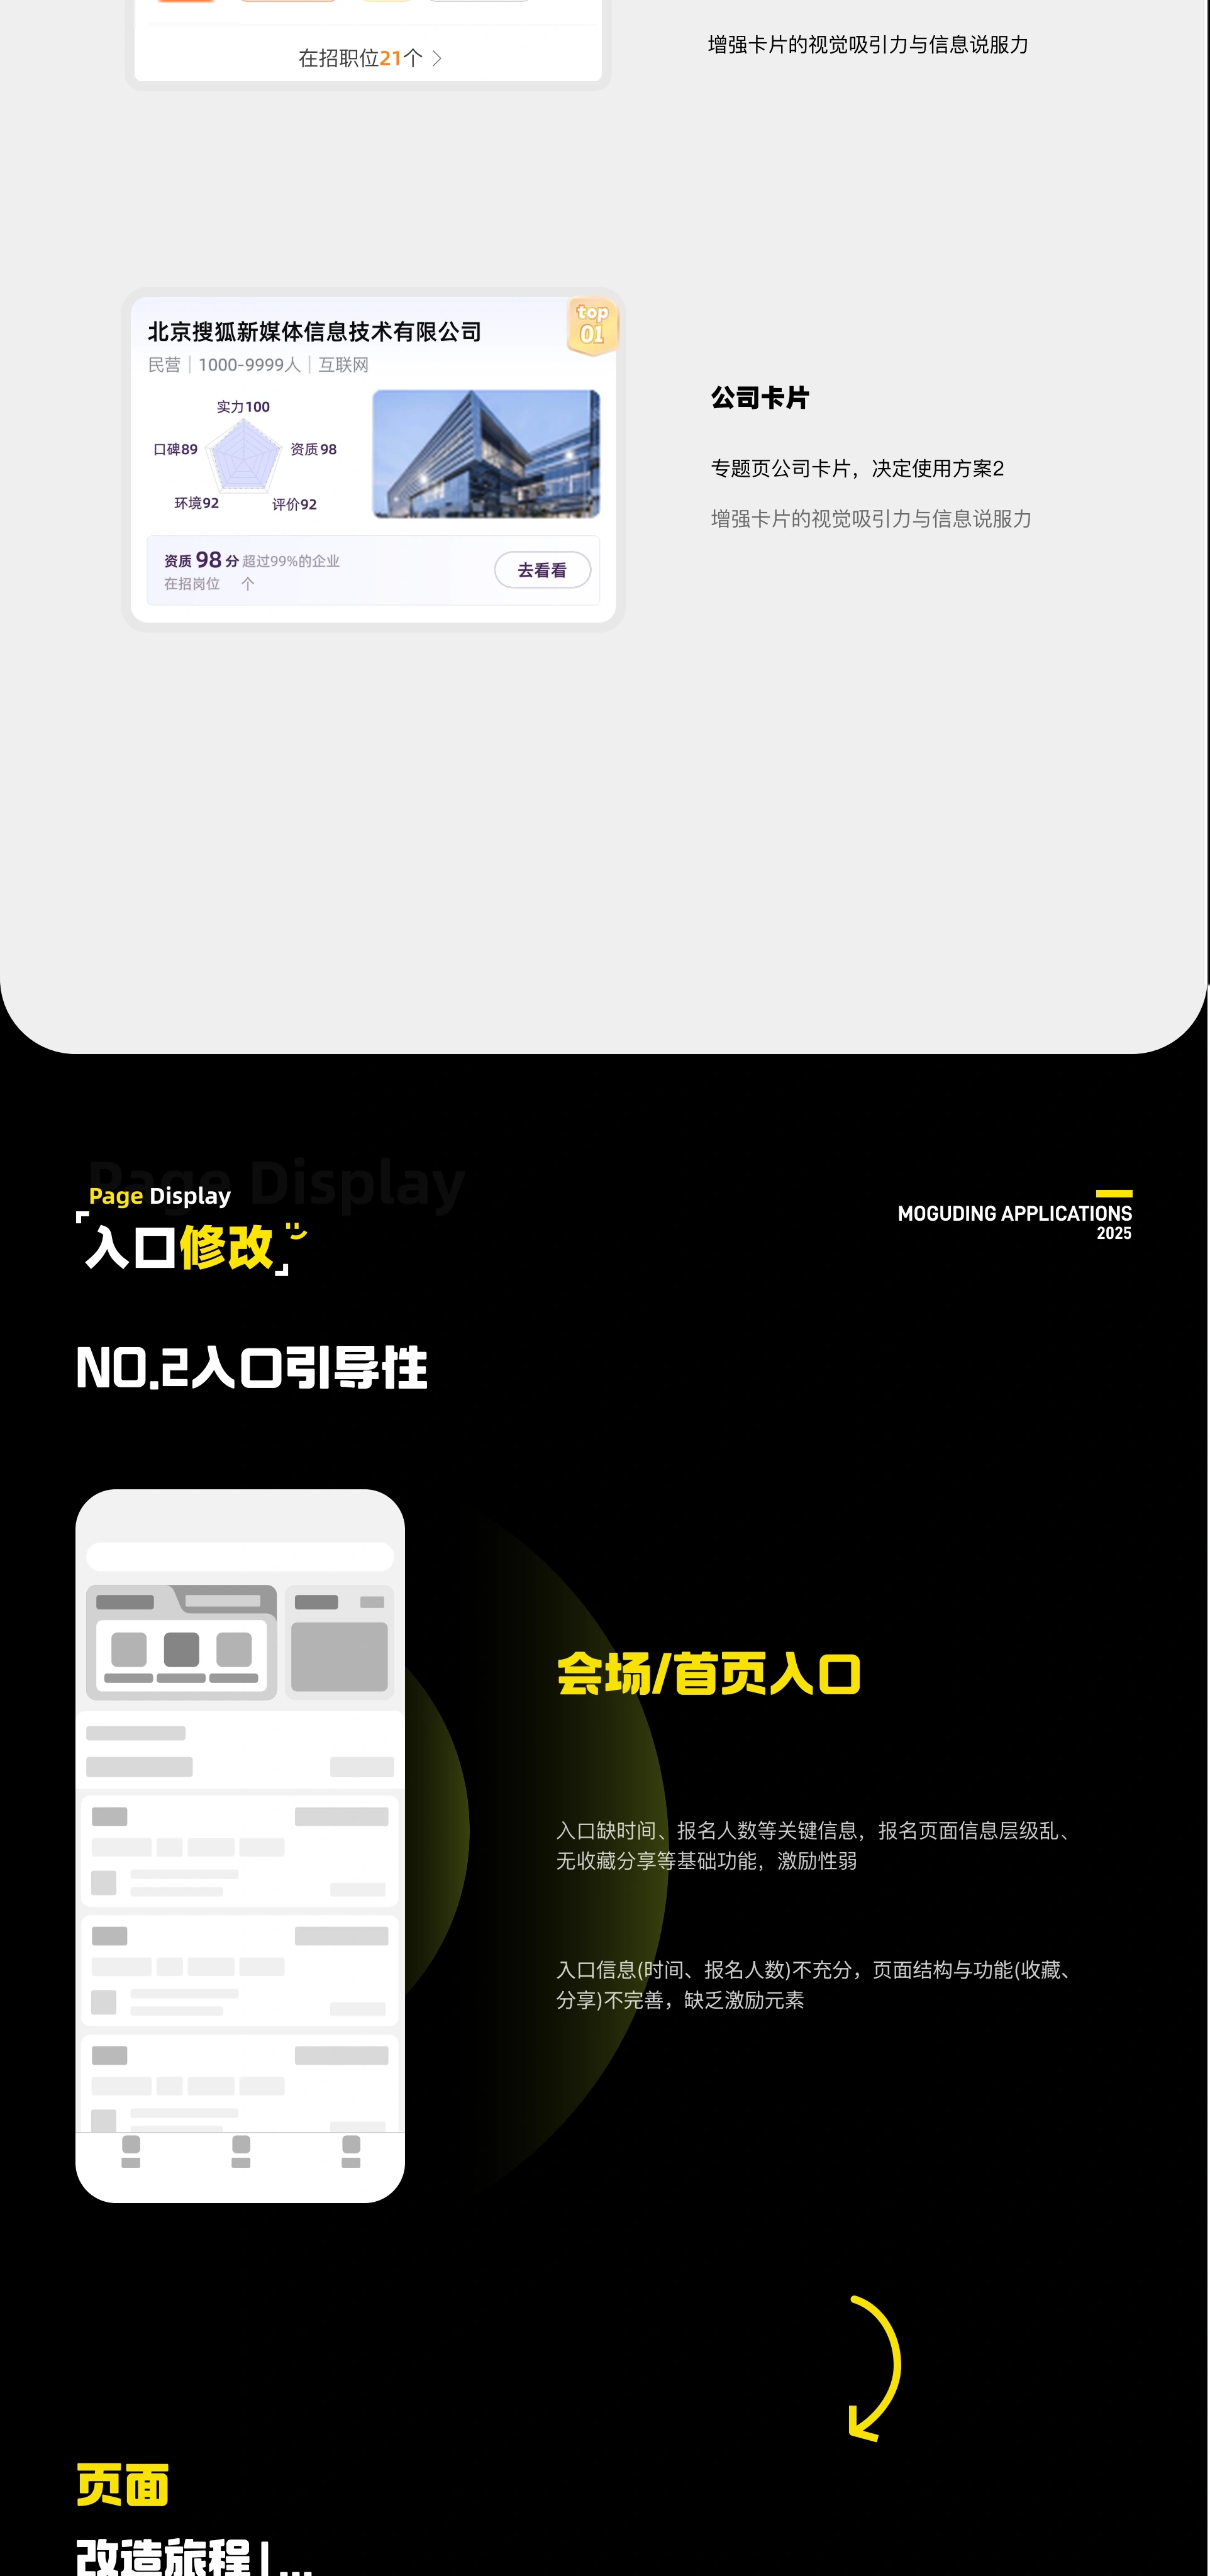 在招职位21个 >
增强卡片的视觉吸引力与信息说服力
北京搜狐新媒体信息技术有限公司
top
01
民营｜1000-9999人｜互联网
实力100
口碑89
资质98
环境92
评价92
资质 98 分 超过99%的企业
在招岗位 个
去看看
公司卡片
专题页公司卡片，决定使用方案2
增强卡片的视觉吸引力与信息说服力
Page Display
Page Display
入口修改
MOGUDING APPLICATIONS
2025
NO.2入口引导性
会场/首页入口
入口缺时间、报名人数等关键信息，报名页面信息层级乱、
无收藏分享等基础功能，激励性弱
入口信息(时间、报名人数)不充分，页面结构与功能(收藏、
分享)不完善，缺乏激励元素
页面
改造旅程|...